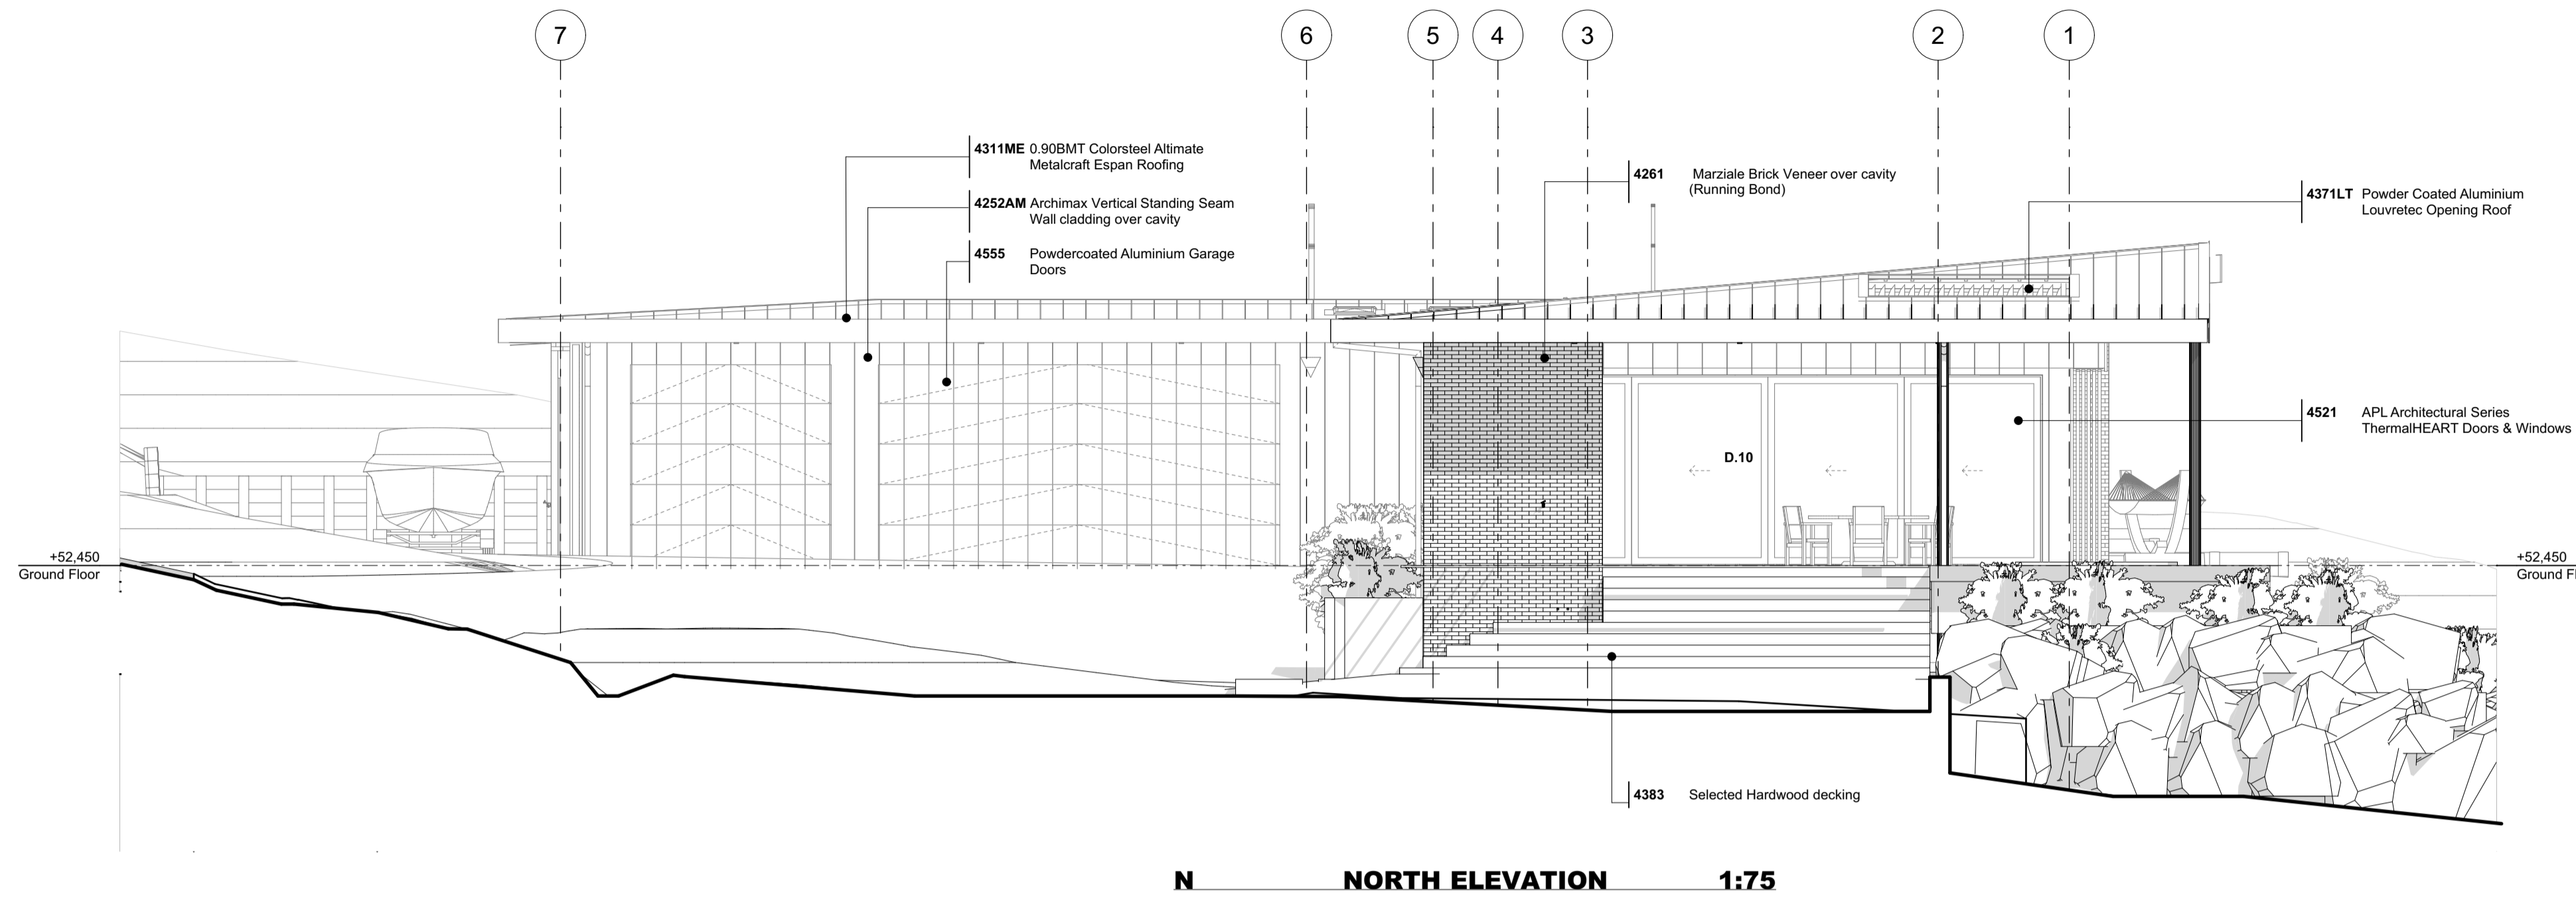 7 6 5 4 3 2 1
4311ME 0.90BMT Colorsteel Altimate
Metalcraft Espan Roofing
4252AM Archimax Vertical Standing Seam
Wall cladding over cavity
4555 Powdercoated Aluminium Garage
Doors
4261 Marziale Brick Veneer over cavity
(Running Bond)
4371LT Powder Coated Aluminium
Louvretec Opening Roof
4521 APL Architectural Series
ThermalHEART Doors & Windows
D.10
+52,450
Ground Floor
+52,450
Ground Fl
4383 Selected Hardwood decking
N NORTH ELEVATION 1:75